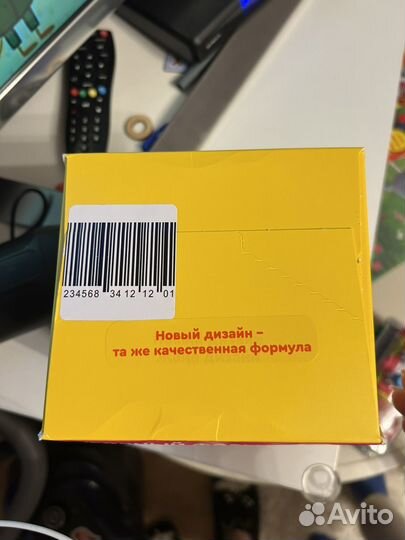 234568 34 12 12 01
Новый дизайн –
та же качественная формула
Avito